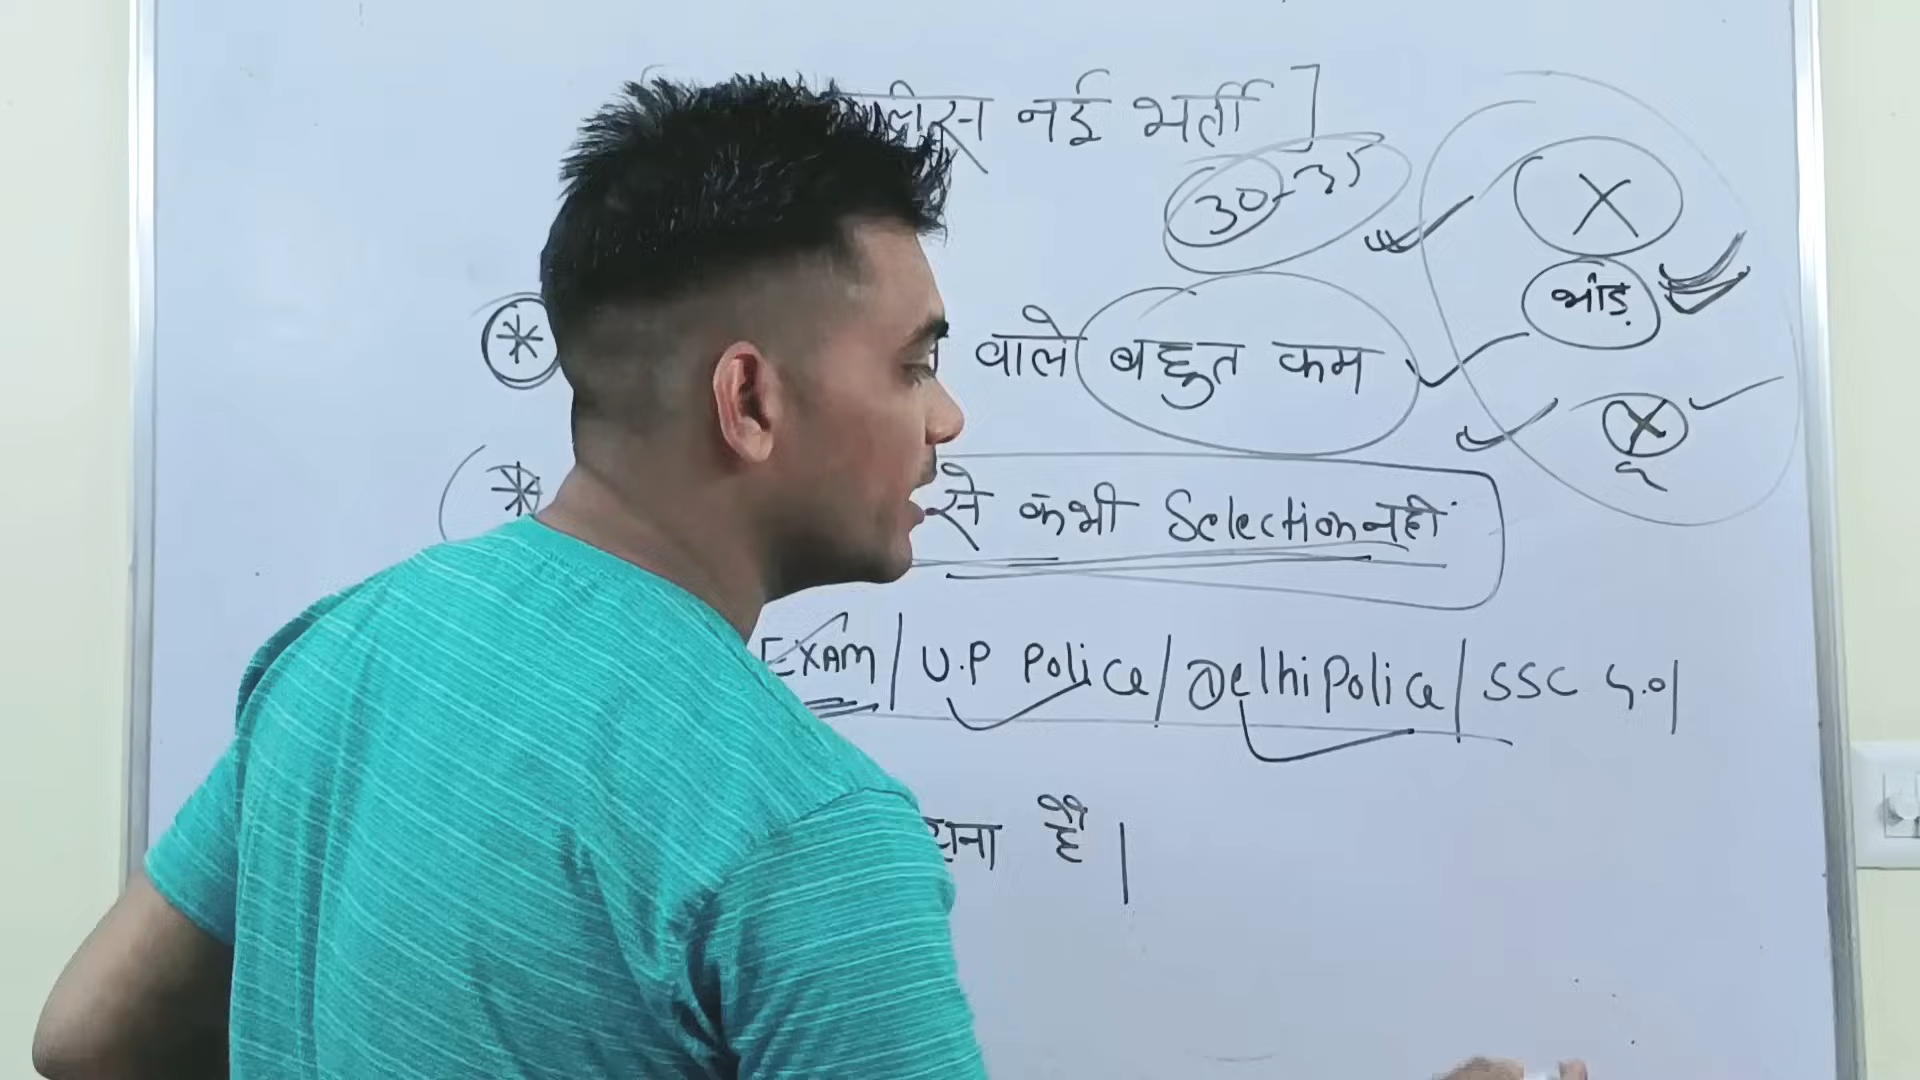 नई भर्ती ]
30-35
X
भांड़
* वाले बहुत कम
X
* से कभी Selection नहीं
EXAM / U.P Police / Delhi Police / SSC
है |